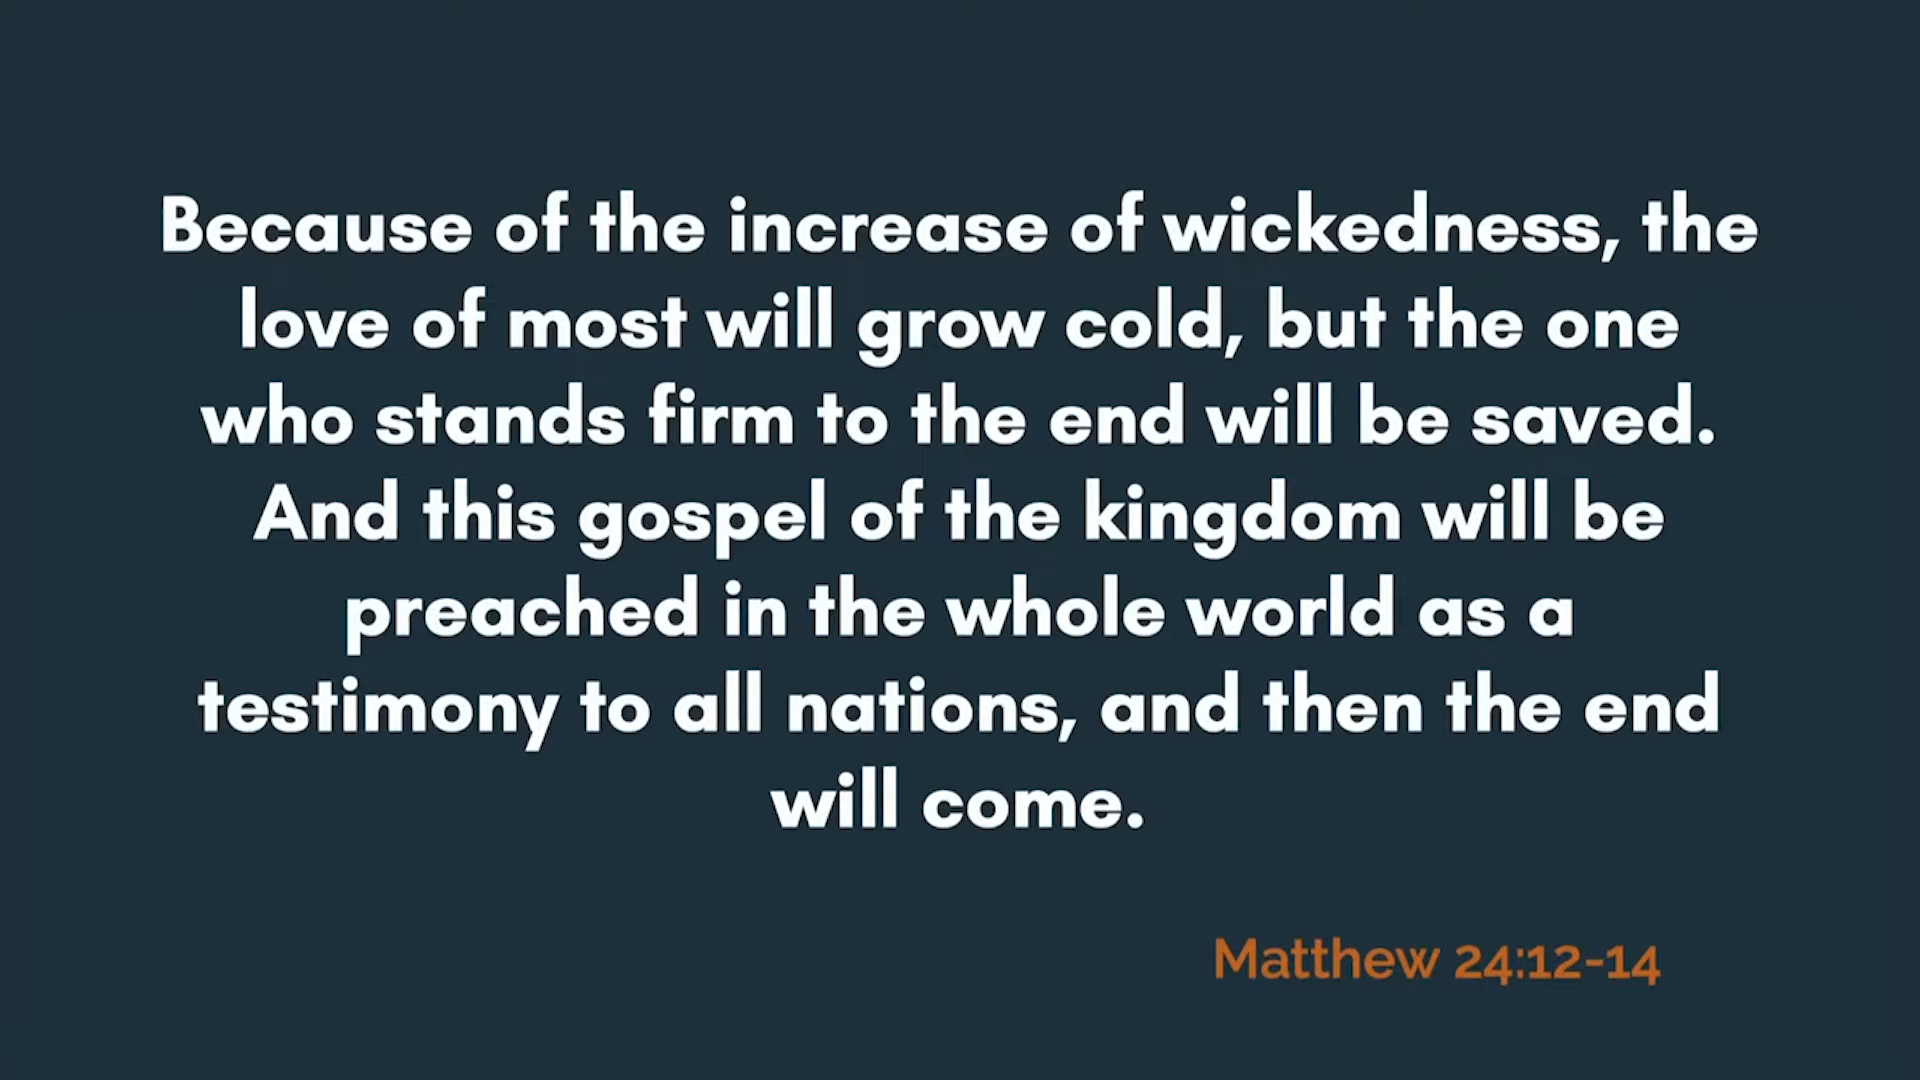 Because of the increase of wickedness, the
love of most will grow cold, but the one
who stands firm to the end will be saved.
And this gospel of the kingdom will be
preached in the whole world as a
testimony to all nations, and then the end
will come.
Matthew 24:12-14